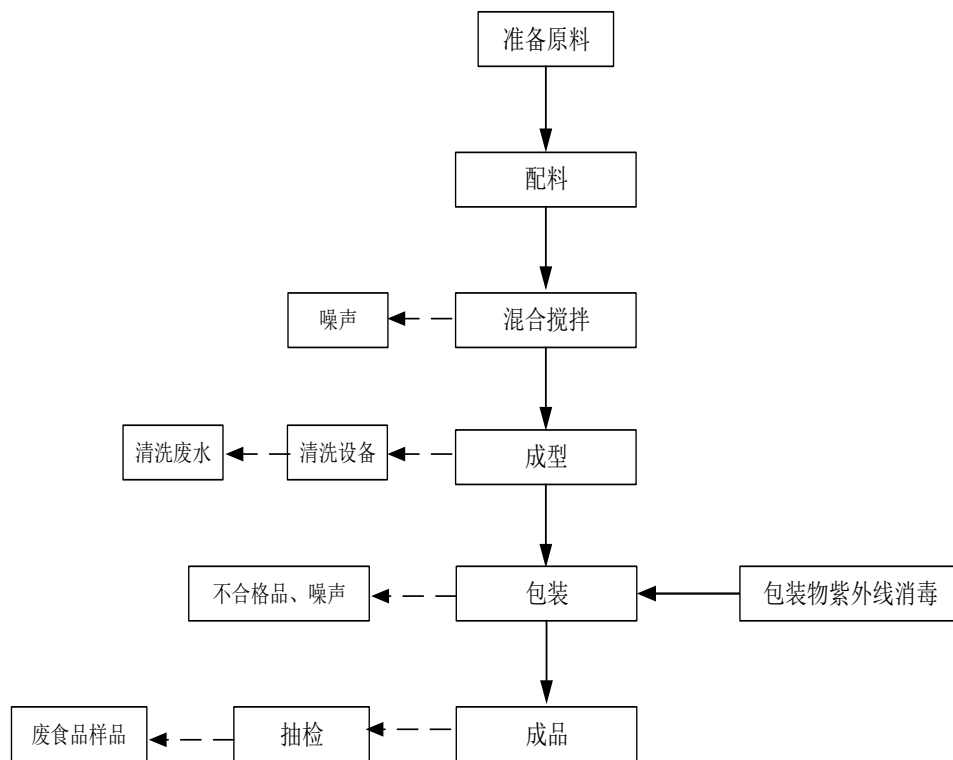 准备原料
配料
噪声
混合搅拌
清洗废水
清洗设备
成型
不合格品、噪声
包装
包装物紫外线消毒
废食品样品
抽检
成品